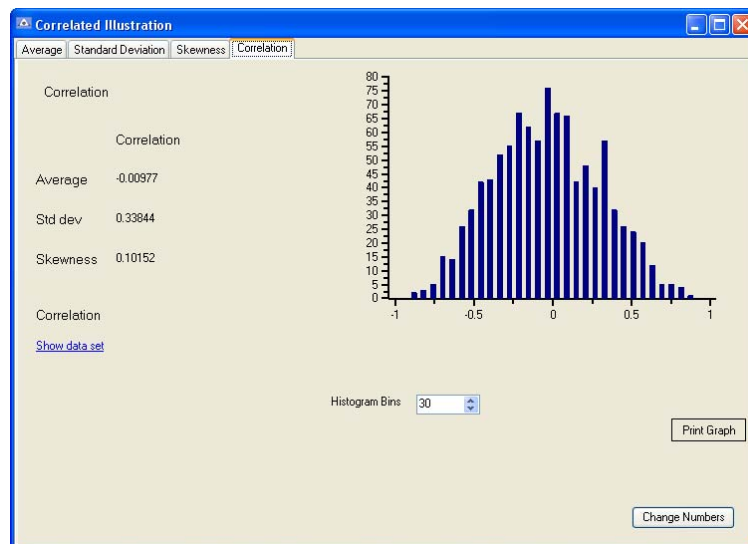 Correlated Illustration
Average Standard Deviation Skewness Correlation
Correlation
Correlation
Average -0.00977
Std dev 0.33844
Skewness 0.10152
Correlation
Show data set
80
75
70
65
60
55
50
45
40
35
30
25
20
15
10
5
0
-1 -0.5 0 0.5 1
Histogram Bins 30
Print Graph
Change Numbers